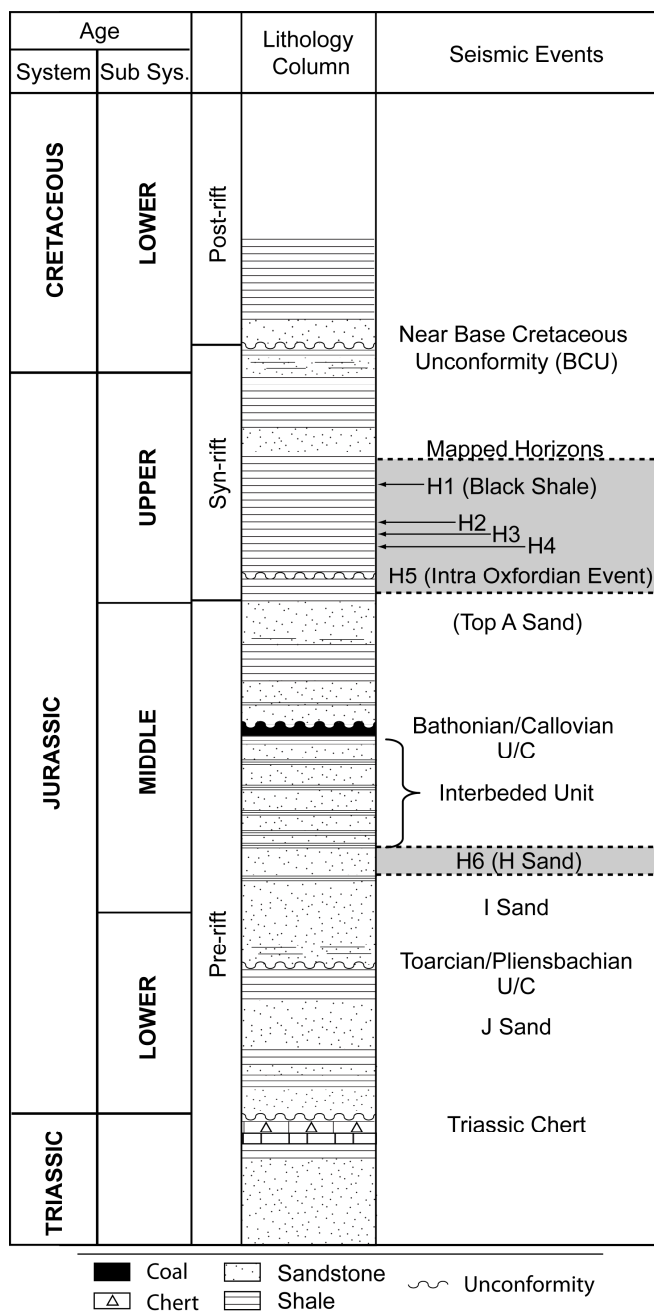 Age
System
Sub Sys.
Lithology
Column
Seismic Events
CRETACEOUS
LOWER
Post-rift
Near Base Cretaceous
Unconformity (BCU)
JURASSIC
UPPER
Syn-rift
Mapped Horizons
H1 (Black Shale)
H2
H3
H4
H5 (Intra Oxfordian Event)
MIDDLE
Pre-rift
(Top A Sand)
Bathonian/Callovian
U/C
Interbeded Unit
H6 (H Sand)
I Sand
LOWER
Toarcian/Pliensbachian
U/C
J Sand
TRIASSIC
Triassic Chert
Coal
Sandstone
Unconformity
Chert
Shale